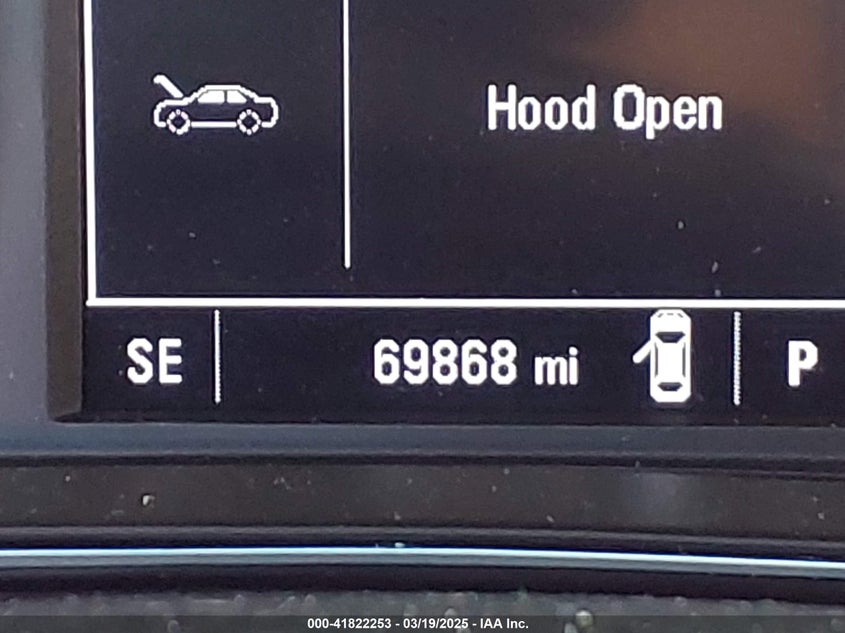 Hood Open
SE 69868 mi P
000-41822253 - 03/19/2025 - IAA Inc.